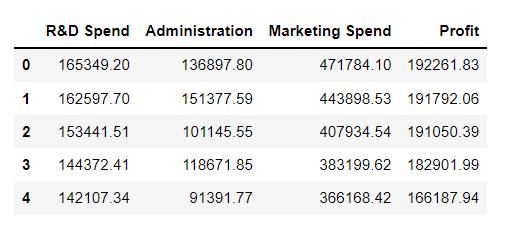 R&D Spend Administration Marketing Spend Profit
0 165349.20 136897.80 471784.10 192261.83
1 162597.70 151377.59 443898.53 191792.06
2 153441.51 101145.55 407934.54 191050.39
3 144372.41 118671.85 383199.62 182901.99
4 142107.34 91391.77 366168.42 166187.94